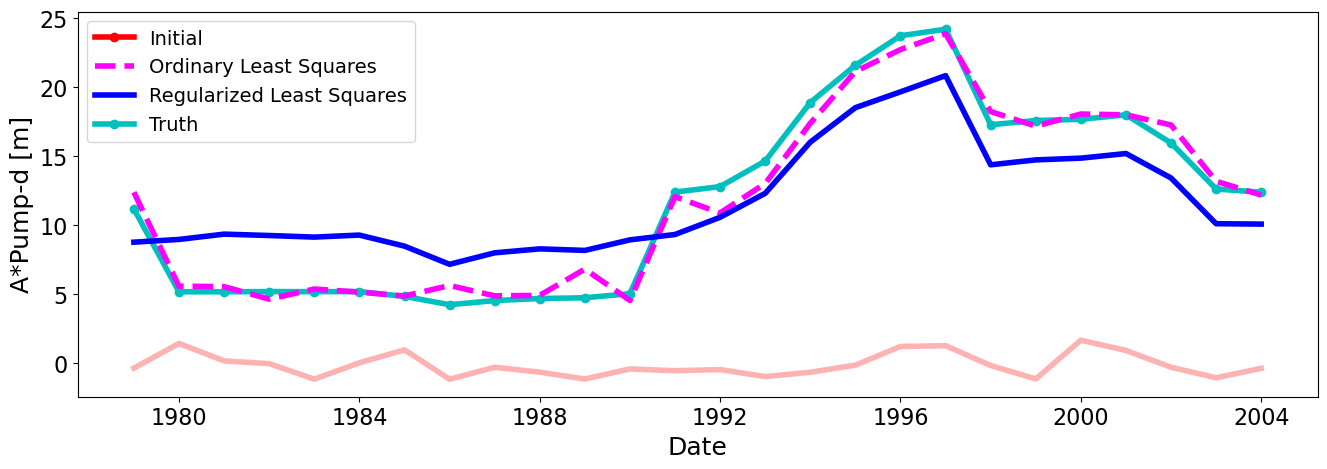 25
20
15
10
5
0
A*Pump-d [m]
Initial
Ordinary Least Squares
Regularized Least Squares
Truth
1980 1984 1988 1992 1996 2000 2004
Date